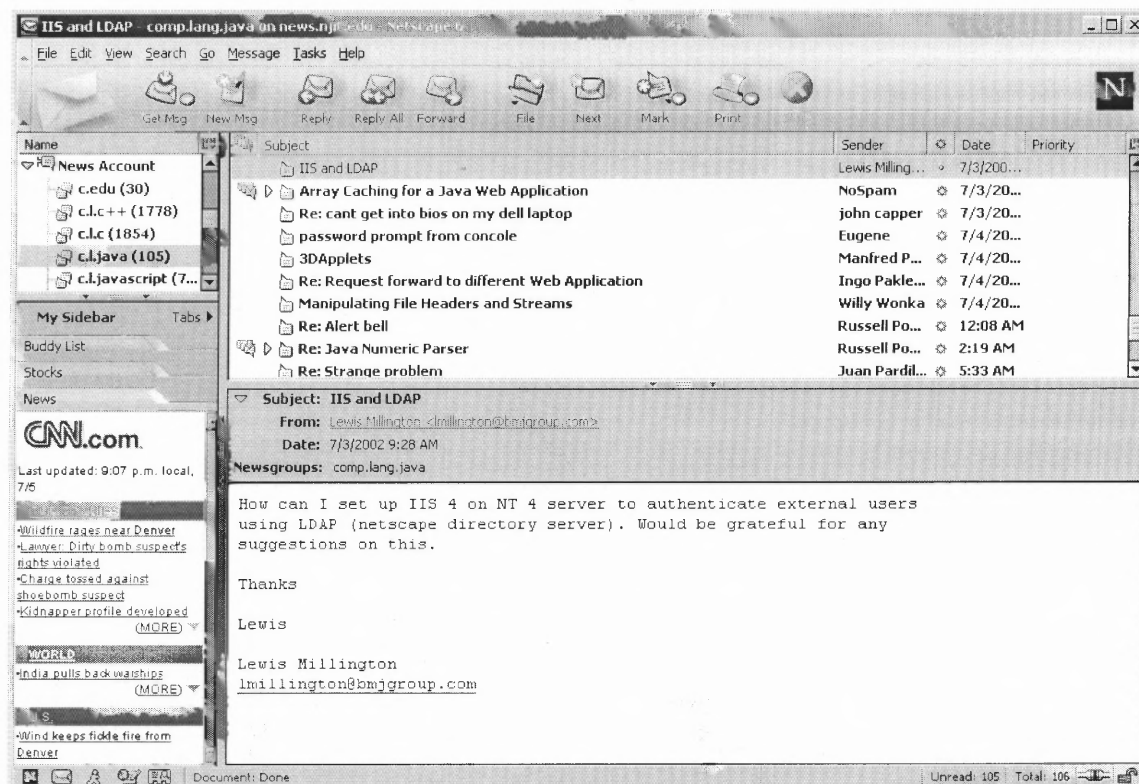 IIS and LDAP - comp.lang.java on news.njit.edu - Netscape 6
File Edit View Search Go Message Tasks Help
Get Msg New Msg Reply Reply All Forward File Next Mark Print
N
Name
News Account
c.edu (30)
c.l.c++ (1778)
c.l.c (1854)
c.l.java (105)
c.l.javascript (7...
Subject Sender Date Priority
IIS and LDAP Lewis Milling... 7/3/200...
Array Caching for a Java Web Application NoSpam 7/3/20...
Re: cant get into bios on my dell laptop john capper 7/3/20...
password prompt from concole Eugene 7/4/20...
3DApplets Manfred P... 7/4/20...
Re: Request forward to different Web Application Ingo Pakle... 7/4/20...
Manipulating File Headers and Streams Willy Wonka 7/4/20...
Re: Alert bell Russell Po... 12:08 AM
Re: Java Numeric Parser Russell Po... 2:19 AM
Re: Strange problem Juan Pardil... 5:33 AM
My Sidebar Tabs
Buddy List
Stocks
News
CNN.com.
Last updated: 9:07 p.m. local,
7/5
•Wildfire rages near Denver
•Lawyer: Dirty bomb suspect's
rights violated
•Charge tossed against
shoebomb suspect
•Kidnapper profile developed
(MORE)
WORLD
•India pulls back warships
(MORE)
U.S.
•Wind keeps fickle fire from
Denver
Subject: IIS and LDAP
From: Lewis Millington <lmillington@bmjgroup.com>
Date: 7/3/2002 9:28 AM
Newsgroups: comp.lang.java
How can I set up IIS 4 on NT 4 server to authenticate external users
using LDAP (netscape directory server). Would be grateful for any
suggestions on this.
Thanks
Lewis
Lewis Millington
lmillington@bmjgroup.com
Document: Done
Unread: 105 Total: 106